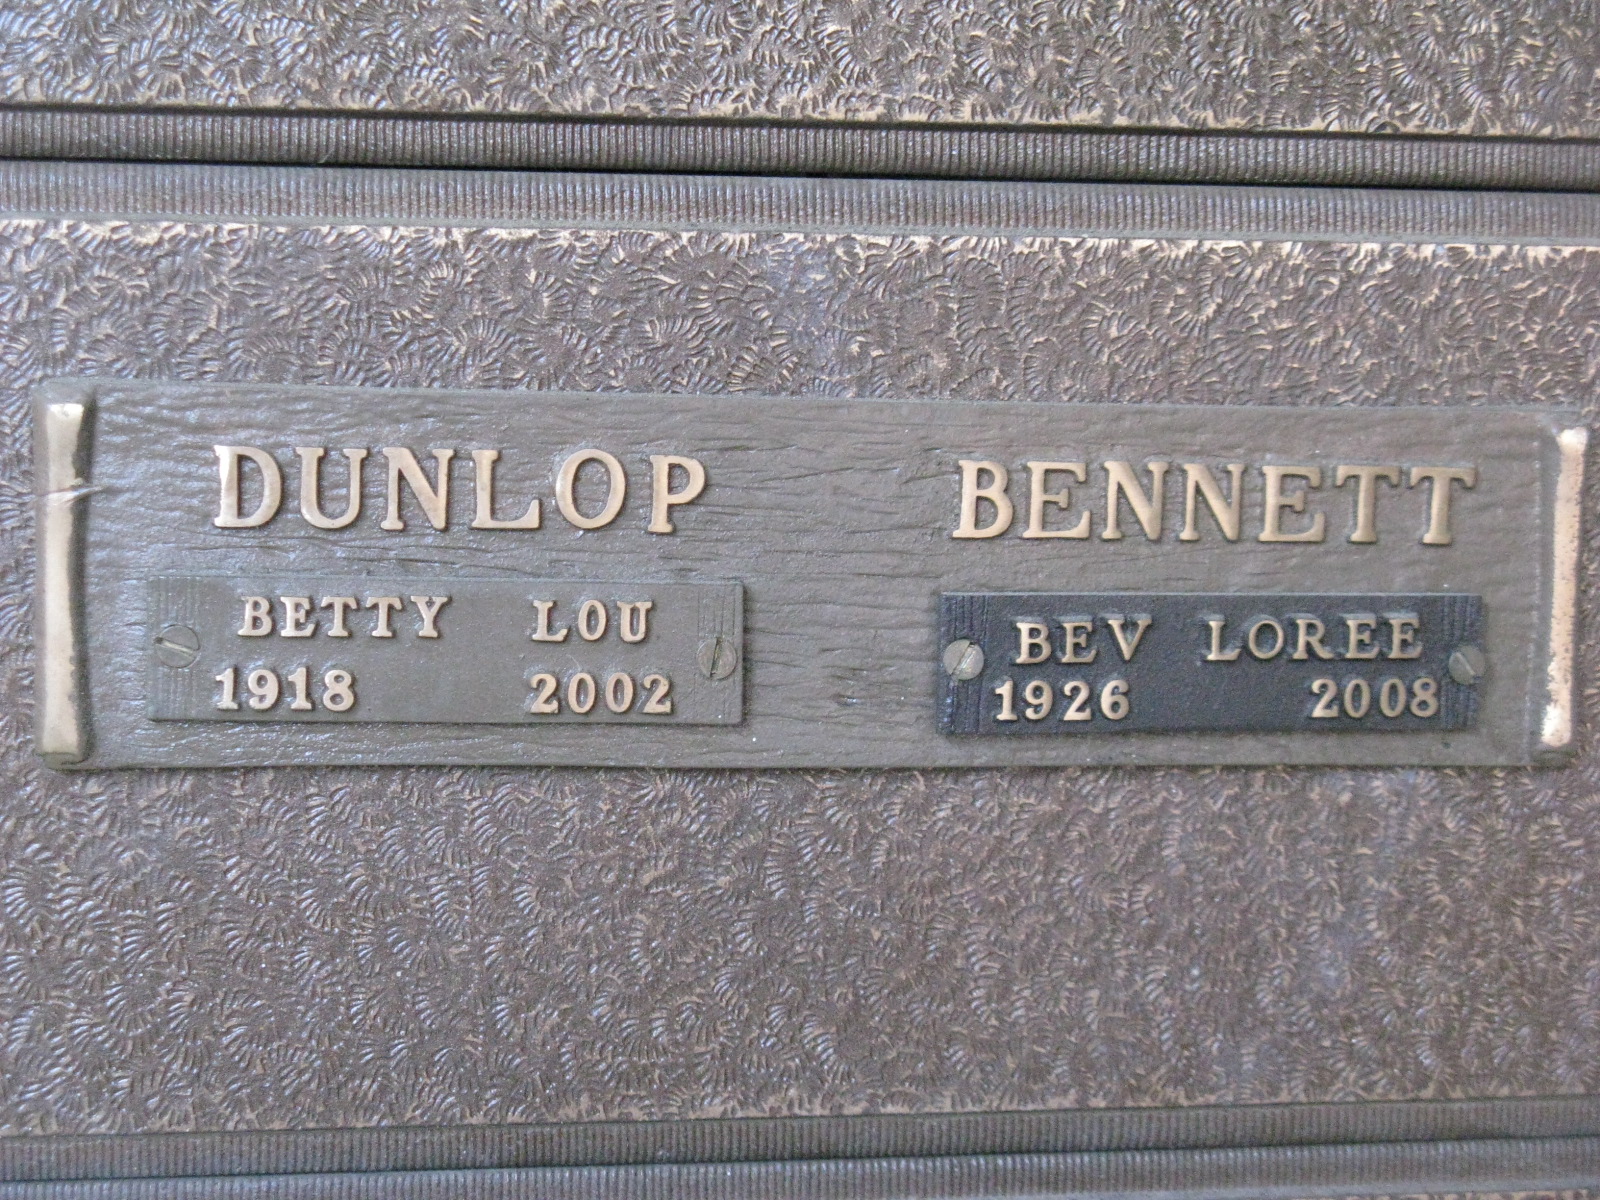 DUNLOP
BETTY LOU
1918 2002
BENNETT
BEV LOREE
1926 2008